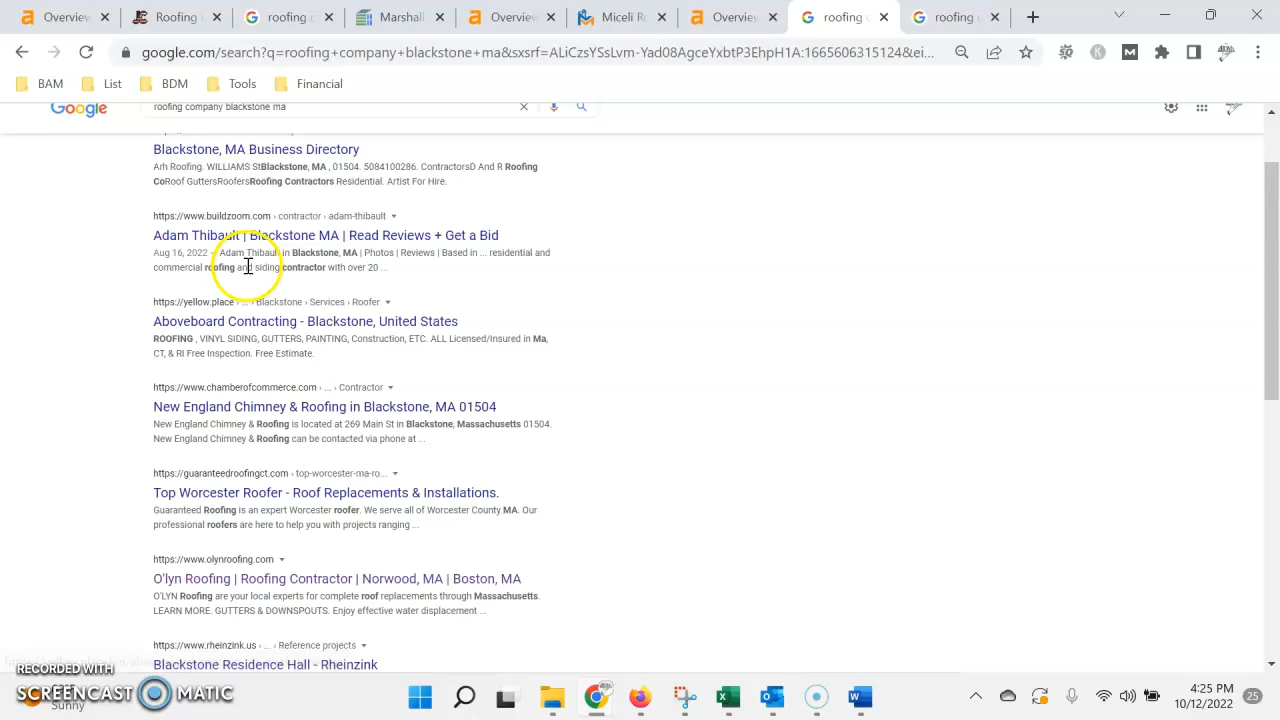 Overview
Roofing I
roofing c
Marshall
Overview
Miceli Ro
Overview
roofing c
roofing c
google.com/search?q=roofing+company+blackstone+ma&sxsrf=ALiCzsYSsLvm-Yad08AgceYxbtP3EhpH1A:1665606315124&ei...
BAM
List
BDM
Tools
Financial
Google
roofing company blackstone ma
Blackstone, MA Business Directory
Arh Roofing. WILLIAMS StBlackstone, MA , 01504. 5084100286. ContractorsD And R Roofing
CoRoof GuttersRoofersRoofing Contractors Residential. Artist For Hire.
https://www.buildzoom.com › contractor › adam-thibault
Adam Thibault | Blackstone MA | Read Reviews + Get a Bid
Aug 16, 2022 — Adam Thibault in Blackstone, MA | Photos | Reviews | Based in ... residential and
commercial roofing and siding contractor with over 20 ...
https://yellow.place › ... › Blackstone › Services › Roofer
Aboveboard Contracting - Blackstone, United States
ROOFING , VINYL SIDING, GUTTERS, PAINTING, Construction, ETC. ALL Licensed/Insured in Ma,
CT, & RI Free Inspection. Free Estimate.
https://www.chamberofcommerce.com › ... › Contractor
New England Chimney & Roofing in Blackstone, MA 01504
New England Chimney & Roofing is located at 269 Main St in Blackstone, Massachusetts 01504.
New England Chimney & Roofing can be contacted via phone at ...
https://guaranteedroofingct.com › top-worcester-ma-ro...
Top Worcester Roofer - Roof Replacements & Installations.
Guaranteed Roofing is an expert Worcester roofer. We serve all of Worcester County MA. Our
professional roofers are here to help you with projects ranging ...
https://www.olynroofing.com
O'lyn Roofing | Roofing Contractor | Norwood, MA | Boston, MA
O'LYN Roofing are your local experts for complete roof replacements through Massachusetts.
LEARN MORE. GUTTERS & DOWNSPOUTS. Enjoy effective water displacement ...
https://www.rheinzink.us › ... › Reference projects
Blackstone Residence Hall - Rheinzink
RECORDED WITH
SCREENCAST MATIC
Sunny
4:25 PM
10/12/2022
25